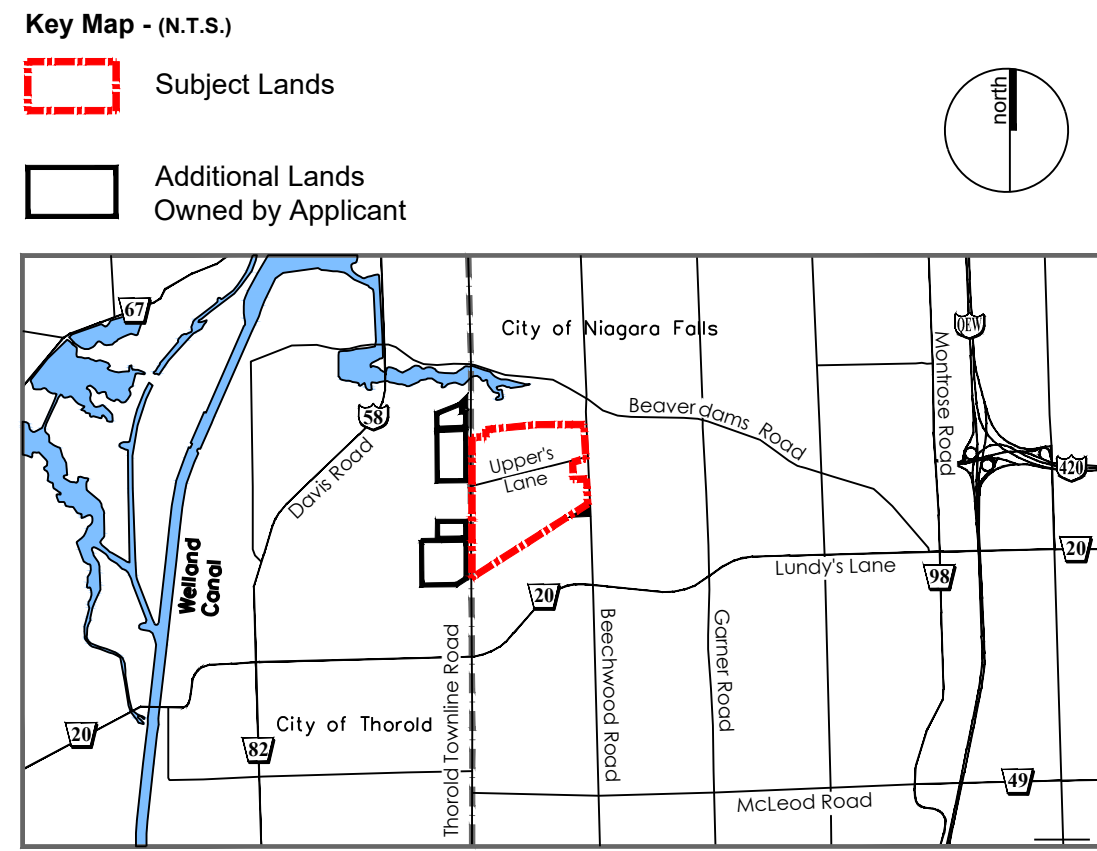 Key Map - (N.T.S.)
Subject Lands
north
Additional Lands
Owned by Applicant
67
City of Niagara Falls
QEW
Montrose Road
58
Beaverdams Road
Upper's
Lane
Davis Road
420
Welland
Canal
20
Lundy's Lane
98
20
Beechwood Road
Garner Road
Thorold Townline Road
City of Thorold
20
82
49
McLeod Road